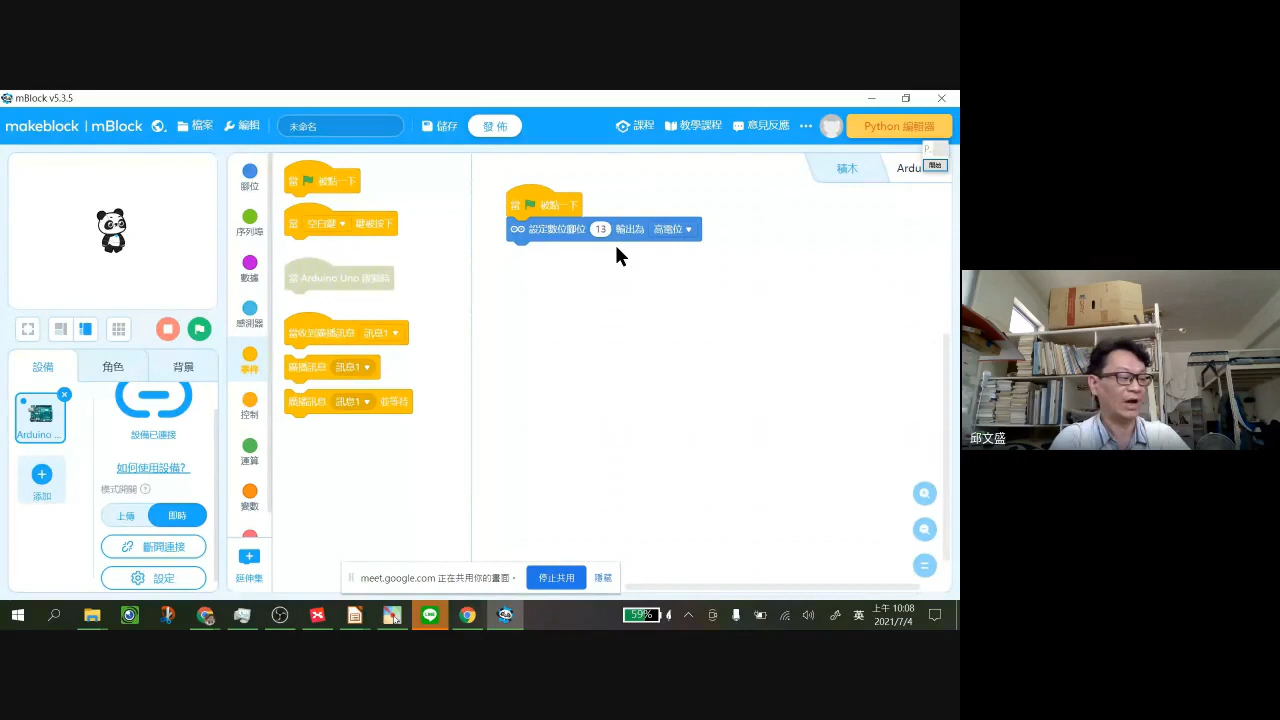 mBlock v5.3.5
makeblock | mBlock
檔案
編輯
未命名
儲存
發佈
課程
教學課程
意見反應
Python 編輯器
P..
開始
積木
Ardu
腳位
序列埠
數據
感測器
事件
控制
運算
變數
延伸集
當 被點一下
當 空白鍵 鍵被按下
當 Arduino Uno 啟動時
當收到廣播訊息 訊息1
廣播訊息 訊息1
廣播訊息 訊息1 並等待
當 被點一下
設定數位腳位 13 輸出為 高電位
設備
角色
背景
Arduino ...
添加
設備已連接
如何使用設備?
模式開關 ?
上傳
即時
斷開連接
設定
meet.google.com 正在共用你的畫面。
停止共用
隱藏
邱文盛
59%
英
上午 10:08
2021/7/4